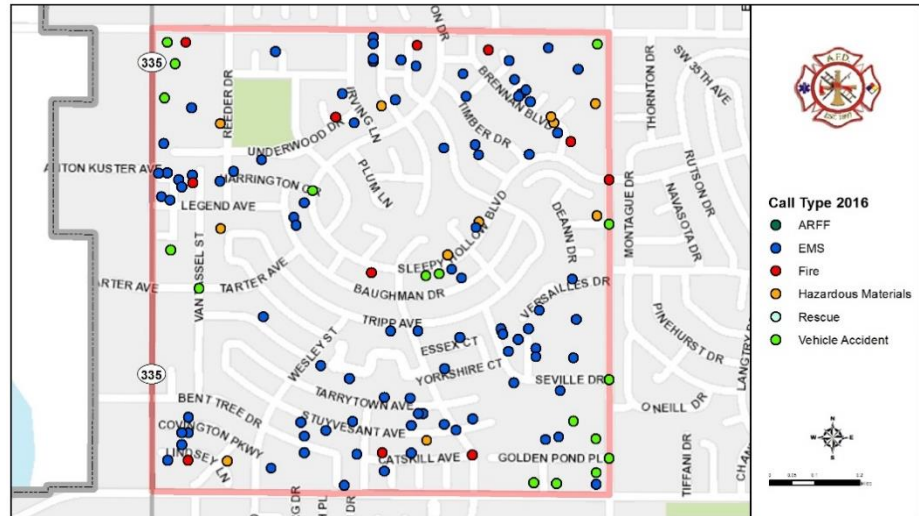 ON DR
335
REEDER DR
IRVING LN
BRENNAN BLVD
TIMBER DR
THORNTON DR
SW 35TH AVE
UNDERWOOD DR
PLUM LN
HARRINGTON CIR
LEGEND AVE
VAN TASSEL ST
TARTER AVE
ARTER AVE
SLEEPY HOLLOW BLVD
BAUGHMAN DR
DEANN DR
MONTAGUE DR
NAVASOTA DR
RUTSON DR
VERSAILLES DR
TRIPP AVE
ESSEX CT
YORKSHIRE CT
WESLEY ST
PINEHURST DR
LANGTRY D
335
SEVILLE DR
O NEILL DR
BENT TREE DR
TARRYTOWN AVE
STUYVESANT AVE
COVINGTON PKWY
LINDSEY LN
CATSKILL AVE
GOLDEN POND PL
TIFFANI DR
DR
A.F.D.
Call Type 2016
ARFF
EMS
Fire
Hazardous Materials
Rescue
Vehicle Accident
N
W E
S